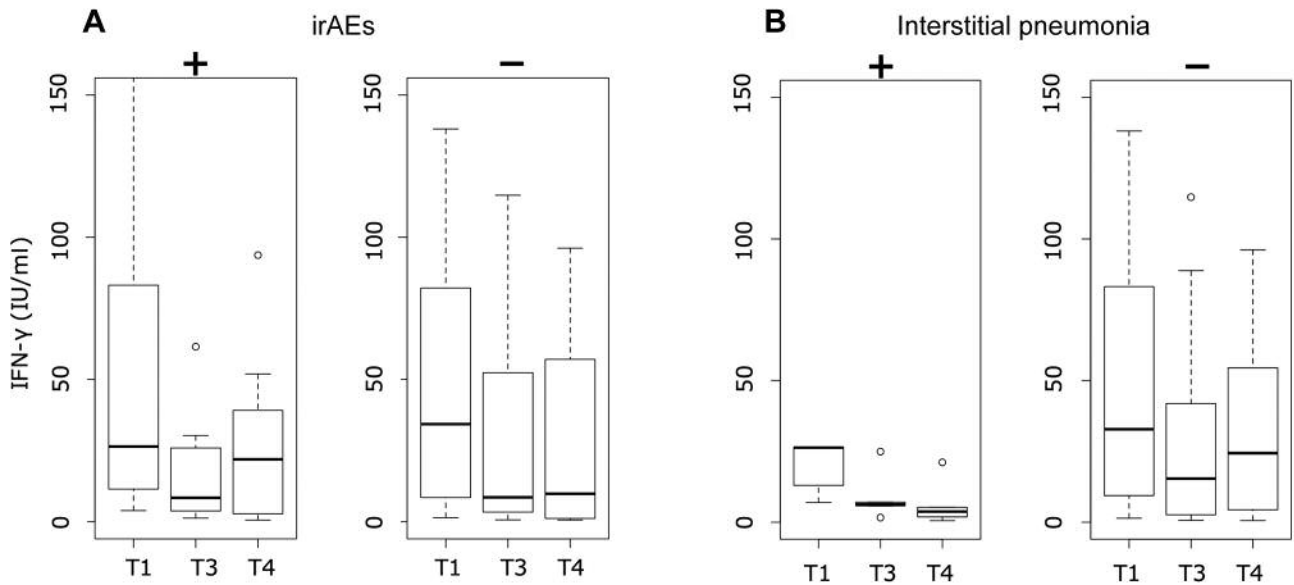 A irAEs B Interstitial pneumonia
+ − + −
IFN-γ (IU/ml)
150 150 150 150
100 100 100 100
50 50 50 50
0 0 0 0
T1 T3 T4 T1 T3 T4 T1 T3 T4 T1 T3 T4